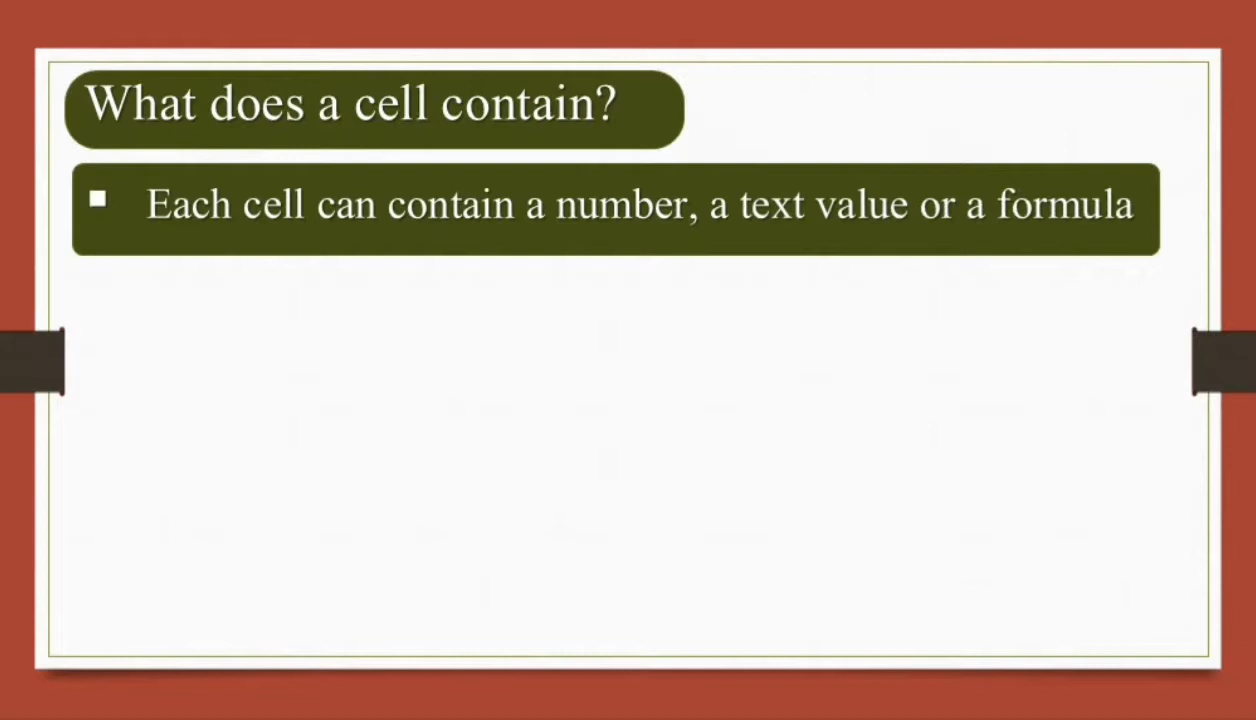 What does a cell contain?
Each cell can contain a number, a text value or a formula